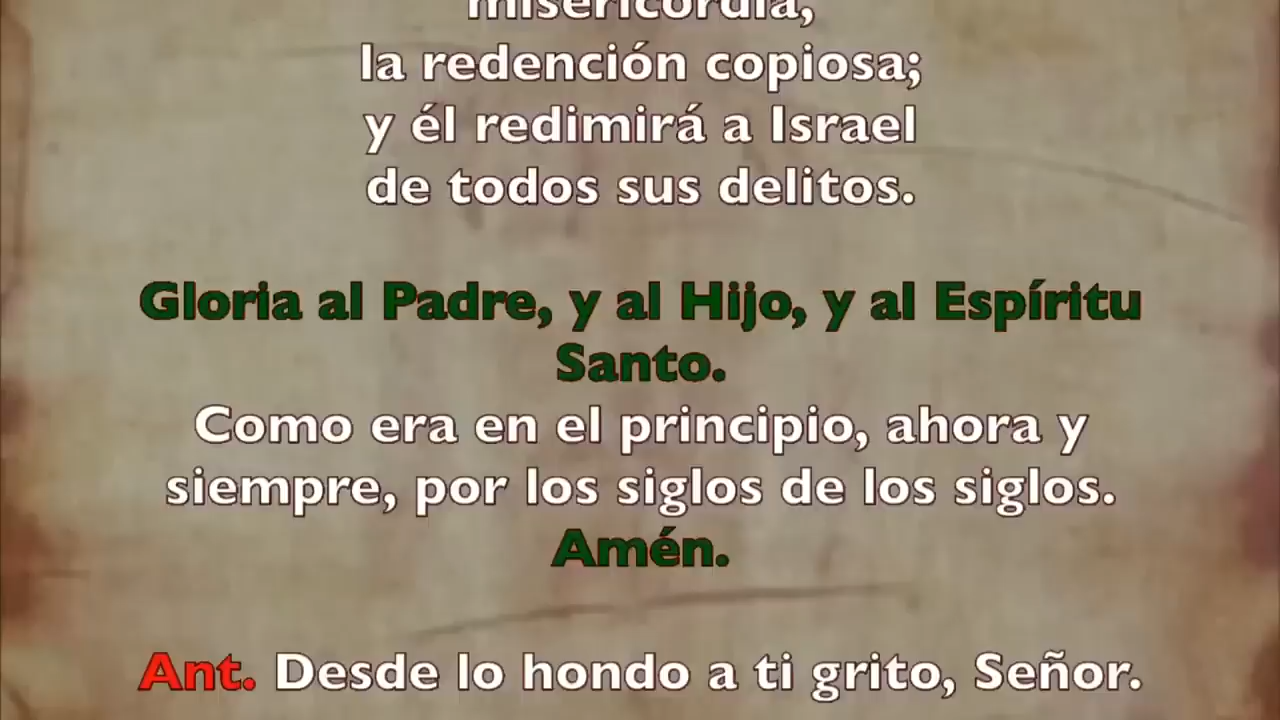 misericordia,
la redención copiosa;
y él redimirá a Israel
de todos sus delitos.
Gloria al Padre, y al Hijo, y al Espíritu
Santo.
Como era en el principio, ahora y
siempre, por los siglos de los siglos.
Amén.
Ant. Desde lo hondo a ti grito, Señor.